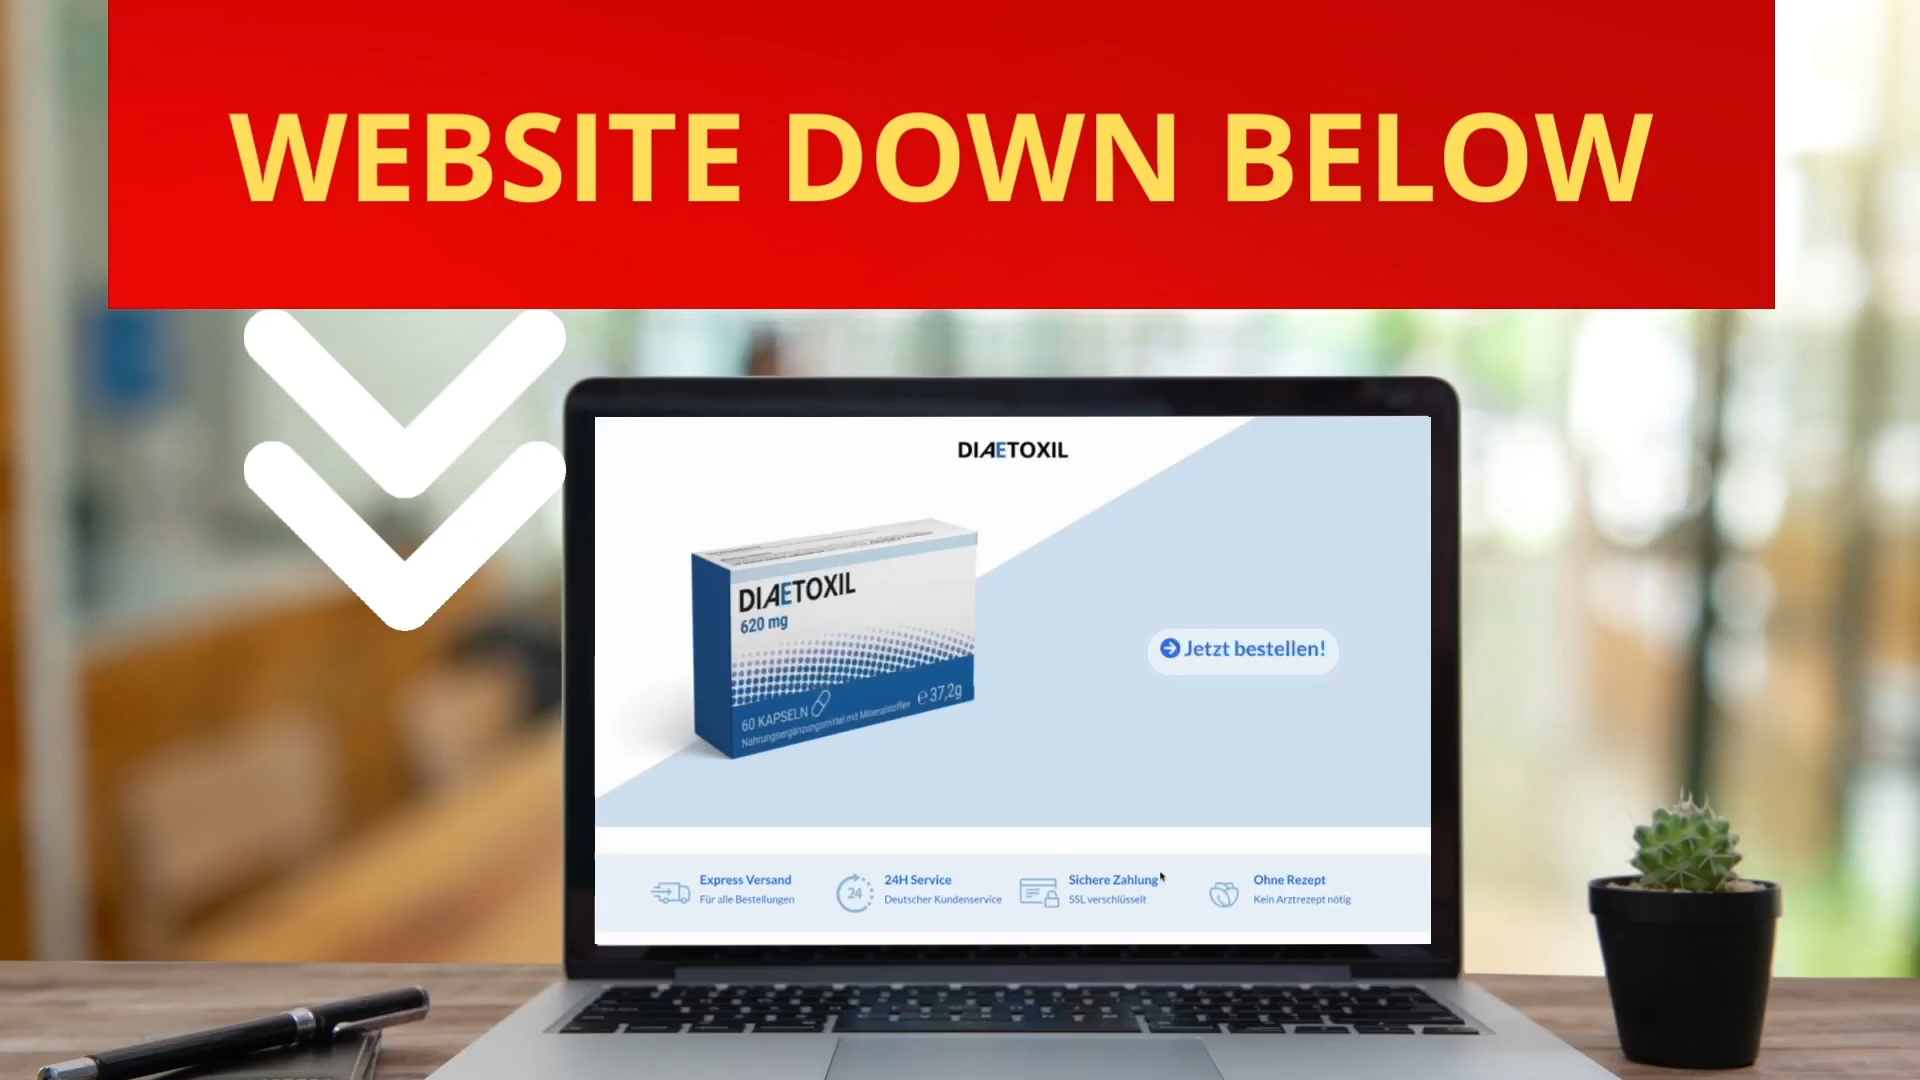 WEBSITE DOWN BELOW
DIAETOXIL
DIAETOXIL
620 mg
60 KAPSELN
℮ 37,2g
Nahrungsergänzungsmittel mit Mineralstoffen
Jetzt bestellen!
Express Versand
Für alle Bestellungen
24
24H Service
Deutscher Kundenservice
Sichere Zahlung
SSL verschlüsselt
Ohne Rezept
Kein Arztrezept nötig